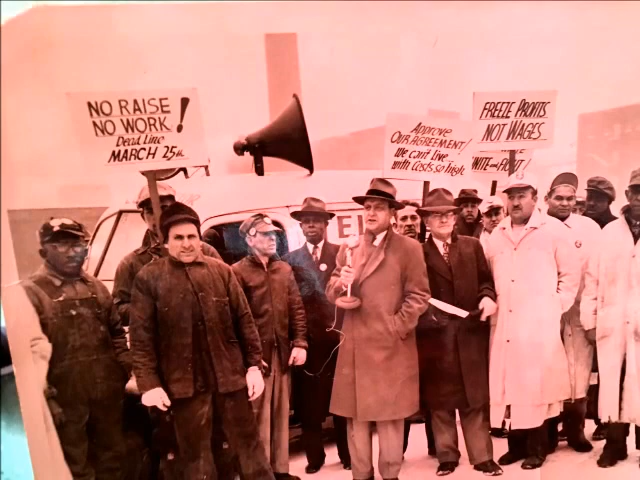 NO RAISE
NO WORK!
Dead Line
MARCH 25th
Approve
OUR AGREEMENT!
We can't live
with Costs so high
FREEZE PROFITS
NOT WAGES